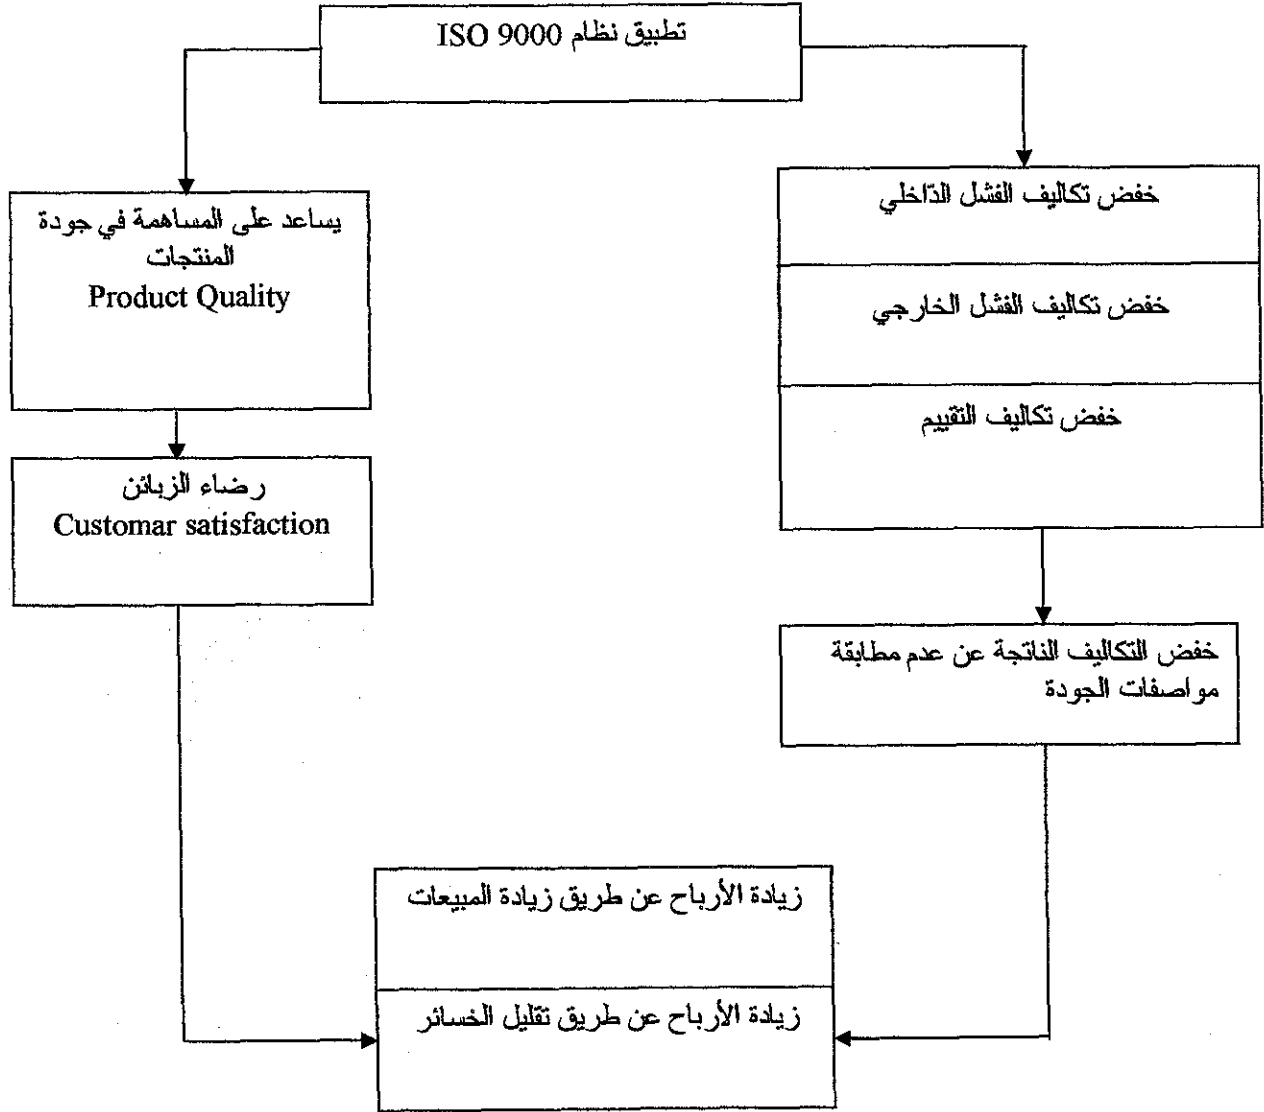 تطبيق نظام ISO 9000
خفض تكاليف الفشل الدّاخلي
خفض تكاليف الفشل الخارجي
خفض تكاليف التقييم
خفض التكاليف الناتجة عن عدم مطابقة
مواصفات الجودة
يساعد على المساهمة في جودة
المنتجات
Product Quality
رضاء الزبائن
Customar satisfaction
زيادة الأرباح عن طريق زيادة المبيعات
زيادة الأرباح عن طريق تقليل الخسائر